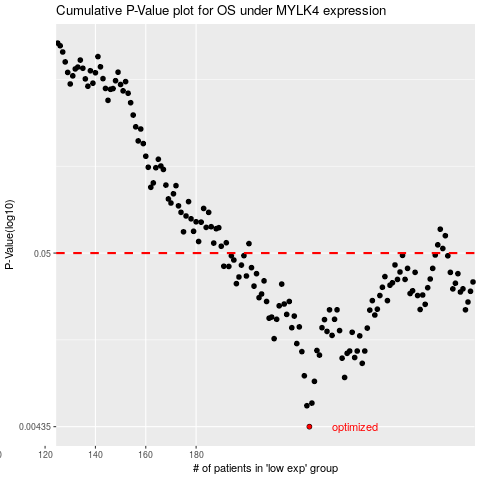 Cumulative P-Value plot for OS under MYLK4 expression
P-Value(log10)
0.05
0.00435
optimized
0 120 140 160 180
# of patients in 'low exp' group